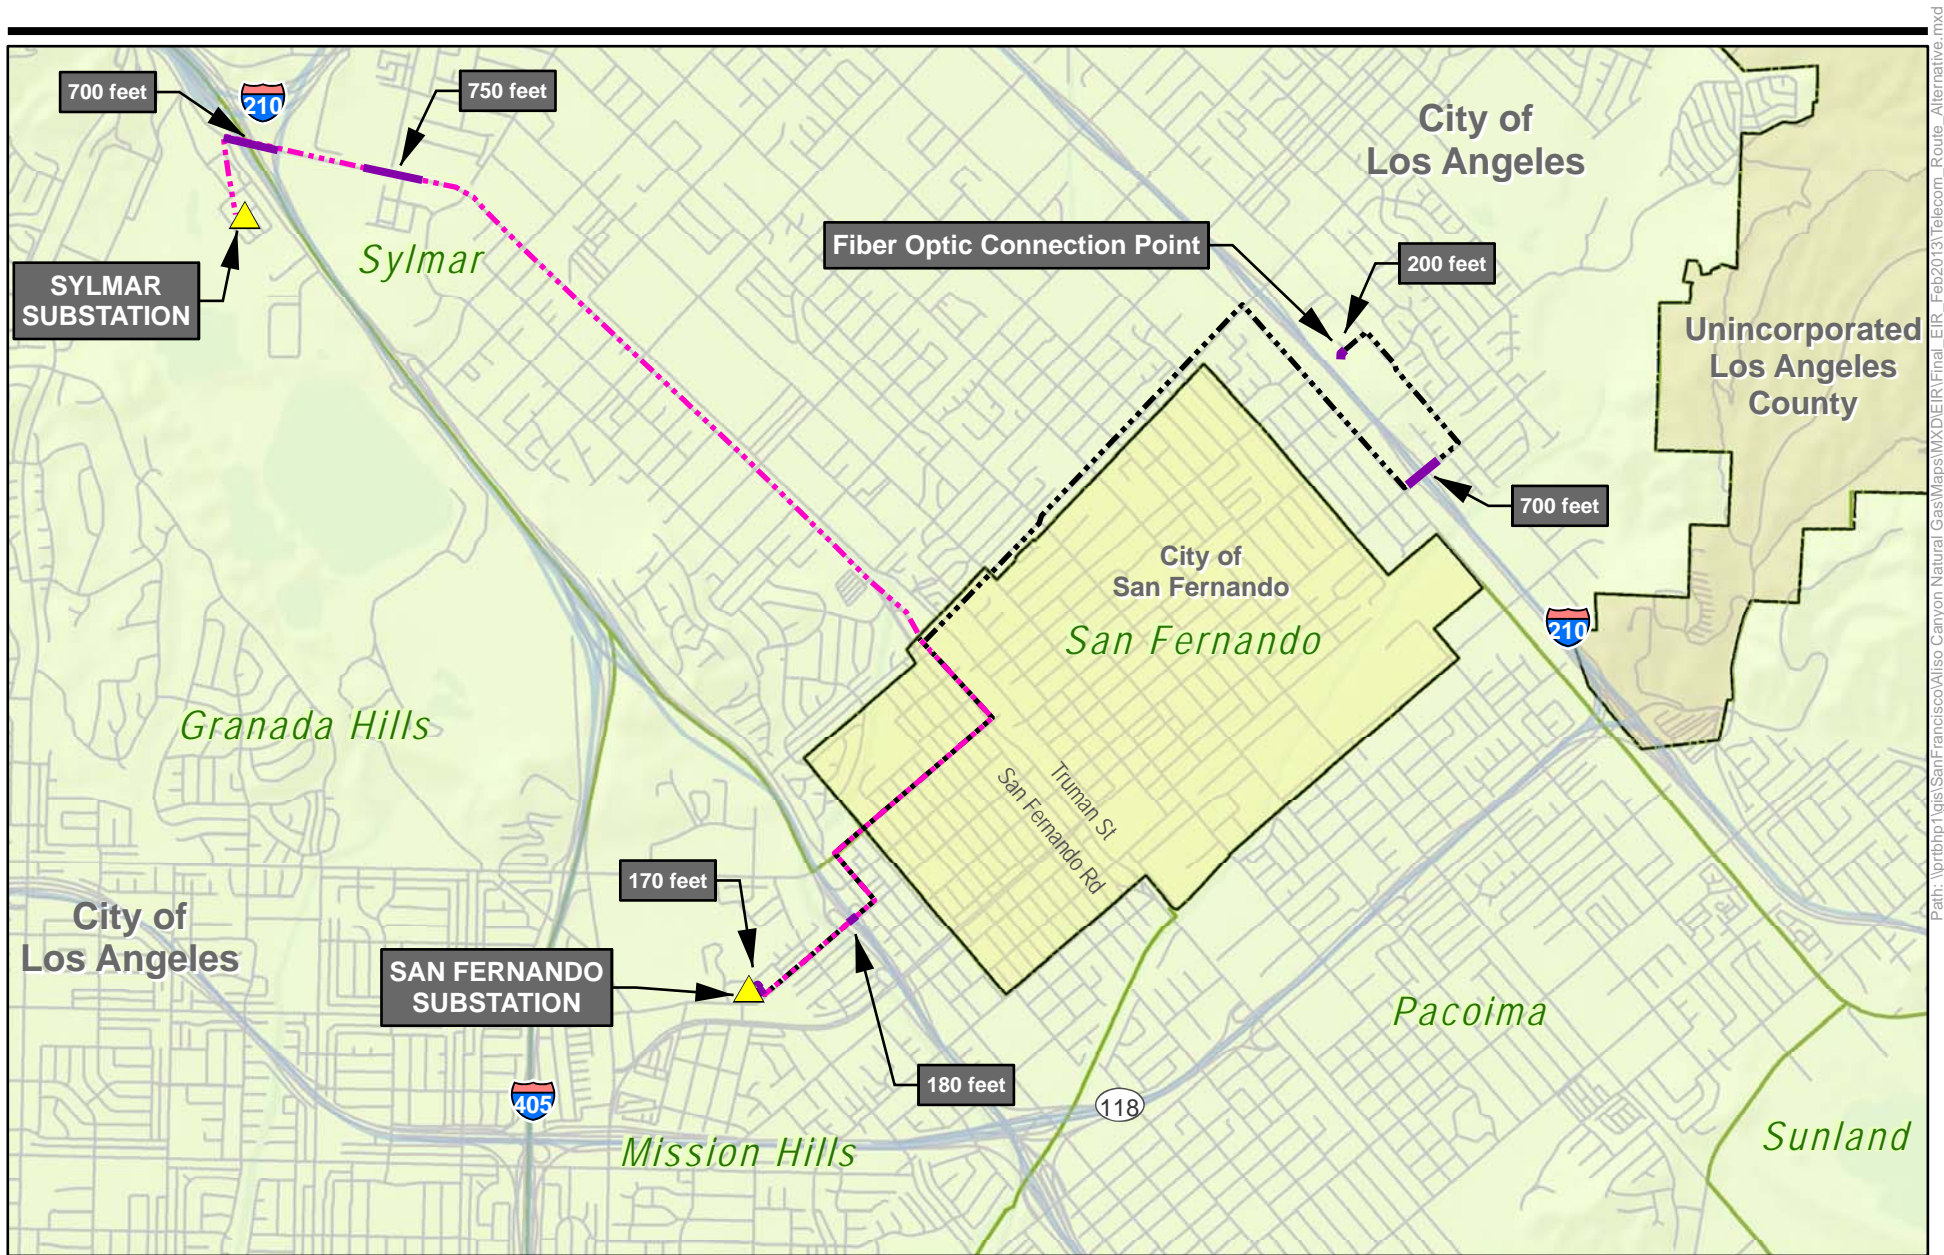 700 feet
210
750 feet
City of
Los Angeles
Fiber Optic Connection Point
200 feet
Sylmar
SYLMAR
SUBSTATION
Unincorporated
Los Angeles
County
700 feet
City of
San Fernando
San Fernando
210
Granada Hills
Truman St
San Fernando Rd
170 feet
City of
Los Angeles
SAN FERNANDO
SUBSTATION
Pacoima
180 feet
405
118
Mission Hills
Sunland
Path: \\prtbhp1\gis\SanFrancisco\Aliso Canyon Natural Gas\Maps\MXD\EIR\Final_EIR_Feb2013\Telecom_Route_Alternative.mxd